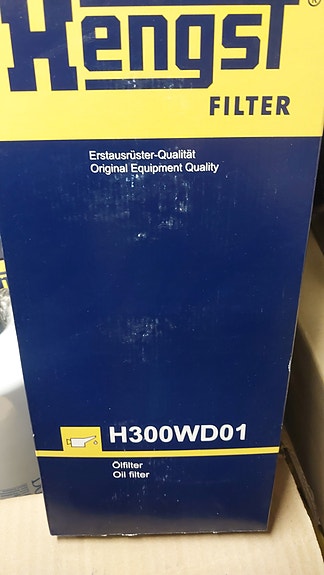 Hengst®
FILTER
Erstausrüster-Qualität
Original Equipment Quality
H300WD01
Ölfilter
Oil filter